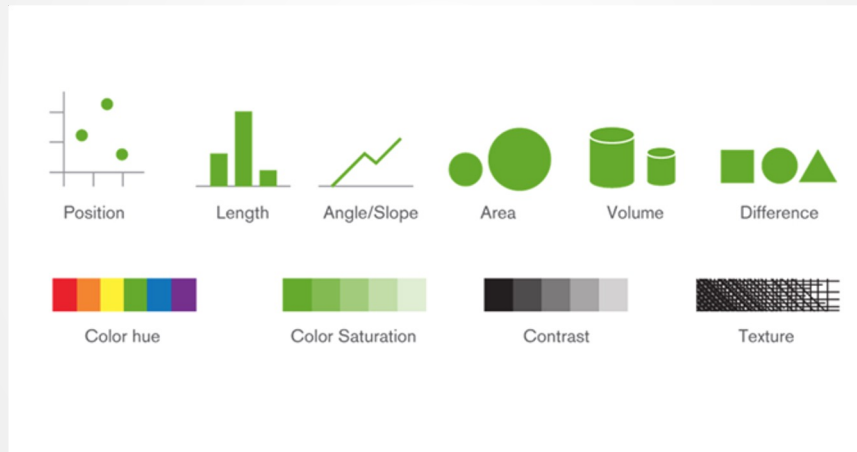 Position
Length
Angle/Slope
Area
Volume
Difference
Color hue
Color Saturation
Contrast
Texture